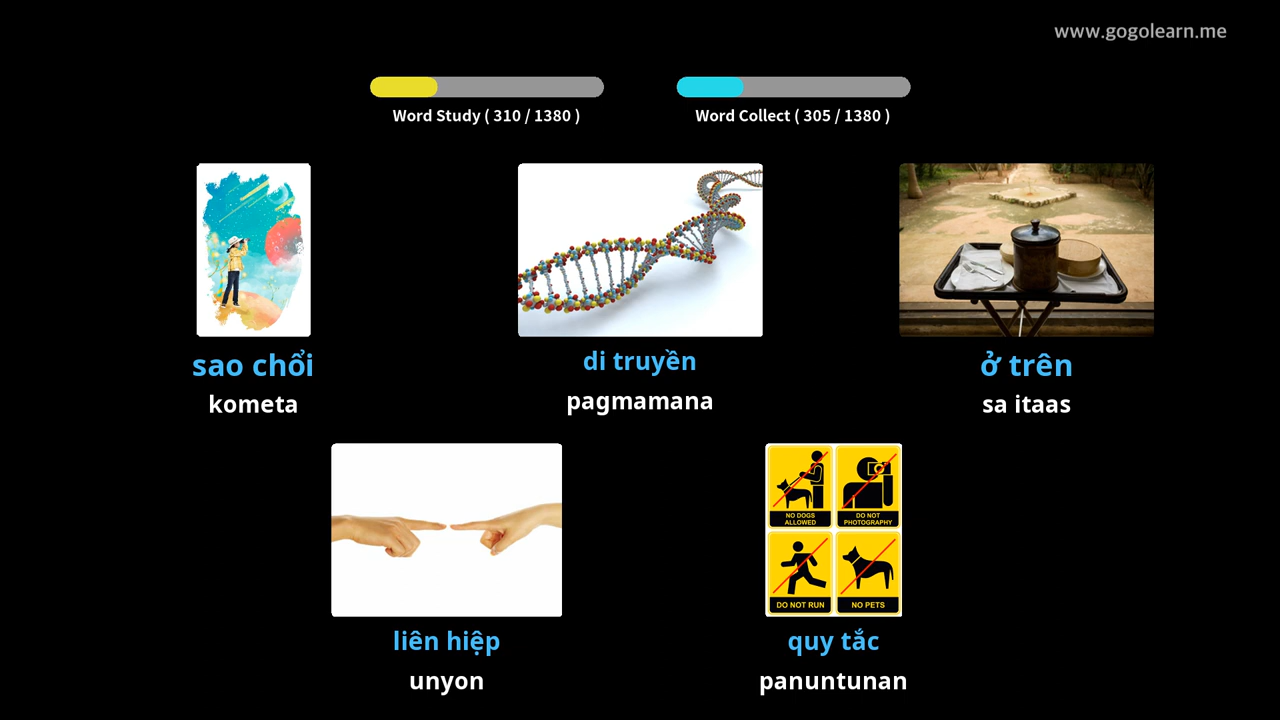 www.gogolearn.me
Word Study ( 310 / 1380 )
Word Collect ( 305 / 1380 )
sao chổi
kometa
di truyền
pagmamana
ở trên
sa itaas
NO DOGS
ALLOWED
DO NOT
PHOTOGRAPHY
DO NOT RUN
NO PETS
liên hiệp
unyon
quy tắc
panuntunan